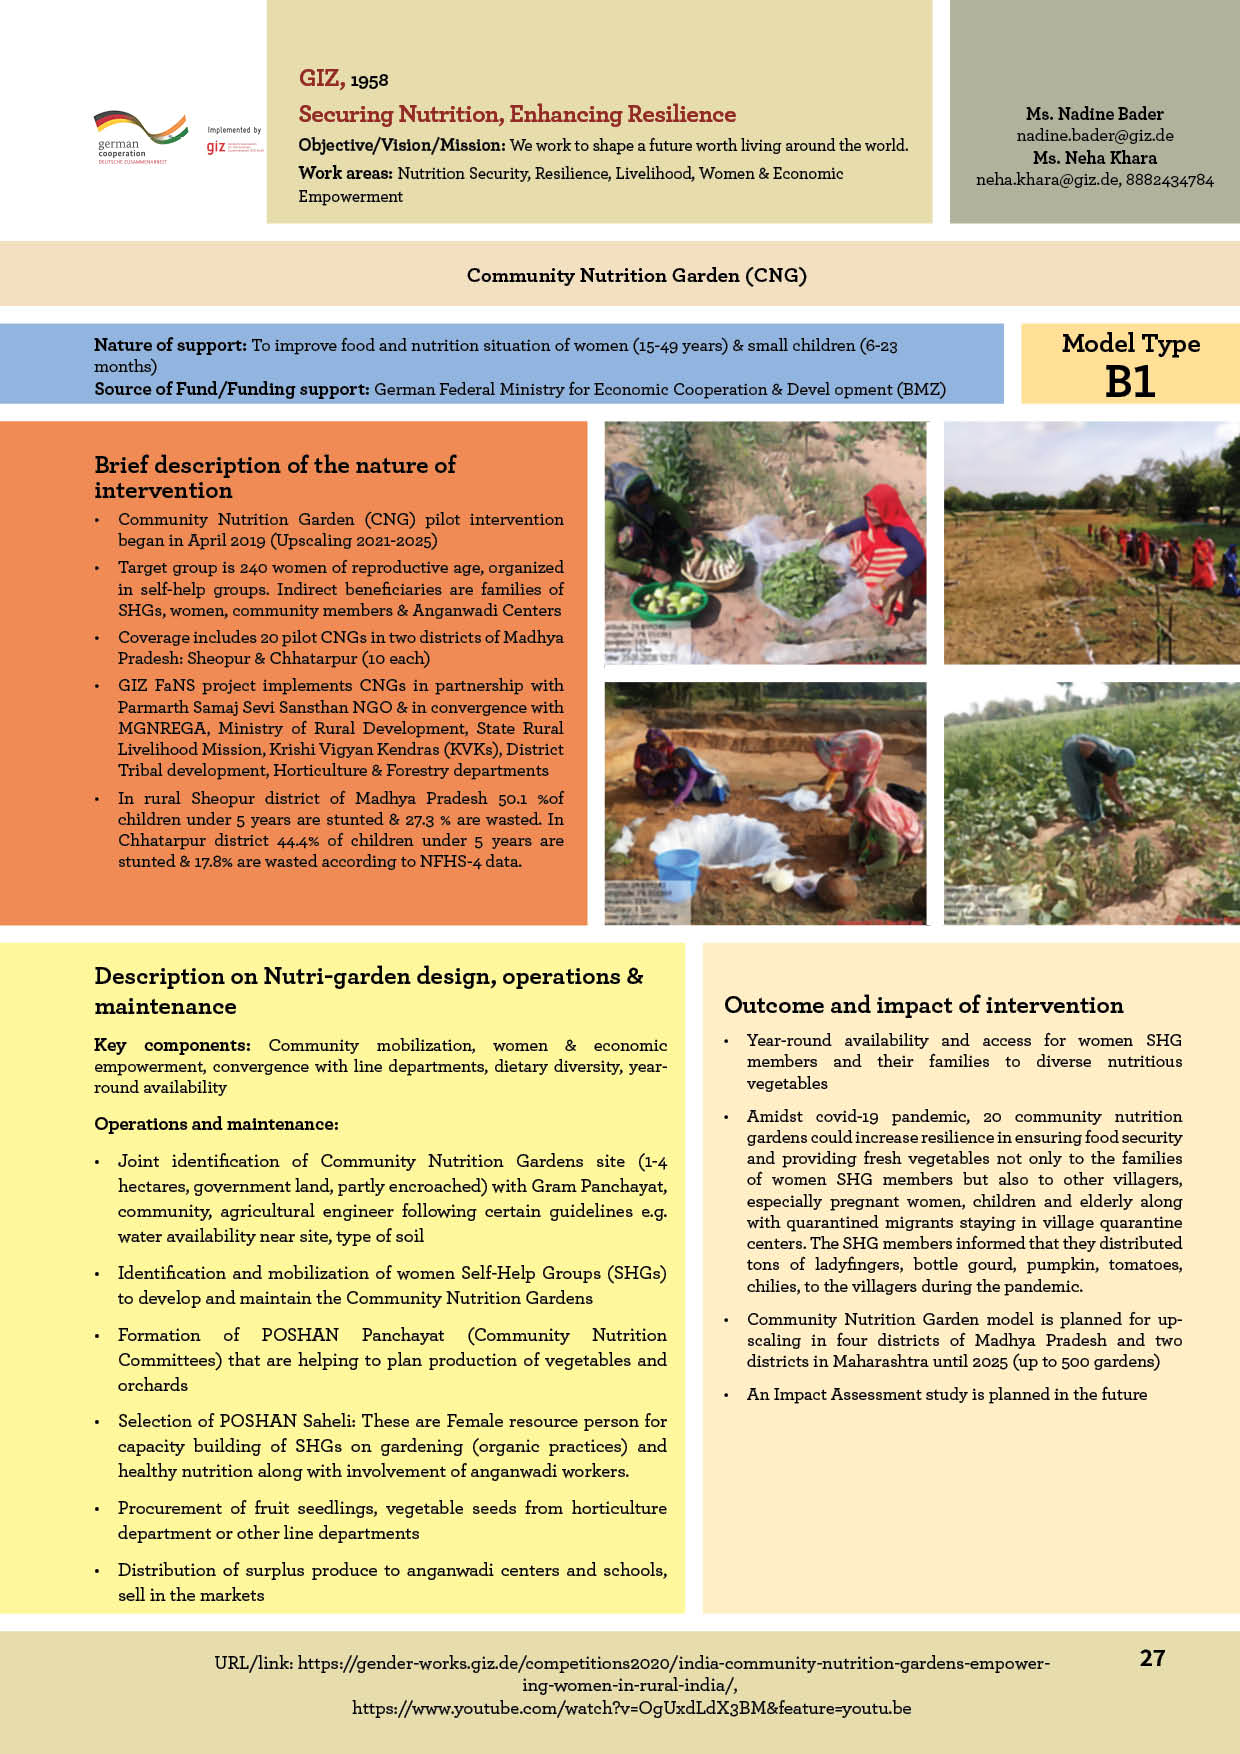 german
cooperation
DEUTSCHE ZUSAMMENARBEIT
Implemented by
giz
GIZ, 1958
Securing Nutrition, Enhancing Resilience
Objective/Vision/Mission: We work to shape a future worth living around the world.
Work areas: Nutrition Security, Resilience, Livelihood, Women & Economic
Empowerment
Ms. Nadine Bader
nadine.bader@giz.de
Ms. Neha Khara
neha.khara@giz.de, 8882434784
Community Nutrition Garden (CNG)
Nature of support: To improve food and nutrition situation of women (15-49 years) & small children (6-23
months)
Source of Fund/Funding support: German Federal Ministry for Economic Cooperation & Devel opment (BMZ)
Model Type
B1
Brief description of the nature of
intervention
• Community Nutrition Garden (CNG) pilot intervention
began in April 2019 (Upscaling 2021-2025)
• Target group is 240 women of reproductive age, organized
in self-help groups. Indirect beneficiaries are families of
SHGs, women, community members & Anganwadi Centers
• Coverage includes 20 pilot CNGs in two districts of Madhya
Pradesh: Sheopur & Chhatarpur (10 each)
• GIZ FaNS project implements CNGs in partnership with
Parmarth Samaj Sevi Sansthan NGO & in convergence with
MGNREGA, Ministry of Rural Development, State Rural
Livelihood Mission, Krishi Vigyan Kendras (KVKs), District
Tribal development, Horticulture & Forestry departments
• In rural Sheopur district of Madhya Pradesh 50.1 %of
children under 5 years are stunted & 27.3 % are wasted. In
Chhatarpur district 44.4% of children under 5 years are
stunted & 17.8% are wasted according to NFHS-4 data.
Description on Nutri-garden design, operations &
maintenance
Key components: Community mobilization, women & economic
empowerment, convergence with line departments, dietary diversity, year-
round availability
Operations and maintenance:
• Joint identification of Community Nutrition Gardens site (1-4
hectares, government land, partly encroached) with Gram Panchayat,
community, agricultural engineer following certain guidelines e.g.
water availability near site, type of soil
• Identification and mobilization of women Self-Help Groups (SHGs)
to develop and maintain the Community Nutrition Gardens
• Formation of POSHAN Panchayat (Community Nutrition
Committees) that are helping to plan production of vegetables and
orchards
• Selection of POSHAN Saheli: These are Female resource person for
capacity building of SHGs on gardening (organic practices) and
healthy nutrition along with involvement of anganwadi workers.
• Procurement of fruit seedlings, vegetable seeds from horticulture
department or other line departments
• Distribution of surplus produce to anganwadi centers and schools,
sell in the markets
Outcome and impact of intervention
• Year-round availability and access for women SHG
members and their families to diverse nutritious
vegetables
• Amidst covid-19 pandemic, 20 community nutrition
gardens could increase resilience in ensuring food security
and providing fresh vegetables not only to the families
of women SHG members but also to other villagers,
especially pregnant women, children and elderly along
with quarantined migrants staying in village quarantine
centers. The SHG members informed that they distributed
tons of ladyfingers, bottle gourd, pumpkin, tomatoes,
chilies, to the villagers during the pandemic.
• Community Nutrition Garden model is planned for up-
scaling in four districts of Madhya Pradesh and two
districts in Maharashtra until 2025 (up to 500 gardens)
• An Impact Assessment study is planned in the future
URL/link: https://gender-works.giz.de/competitions2020/india-community-nutrition-gardens-empower-
ing-women-in-rural-india/,
https://www.youtube.com/watch?v=OgUxdLdX3BM&feature=youtu.be
27